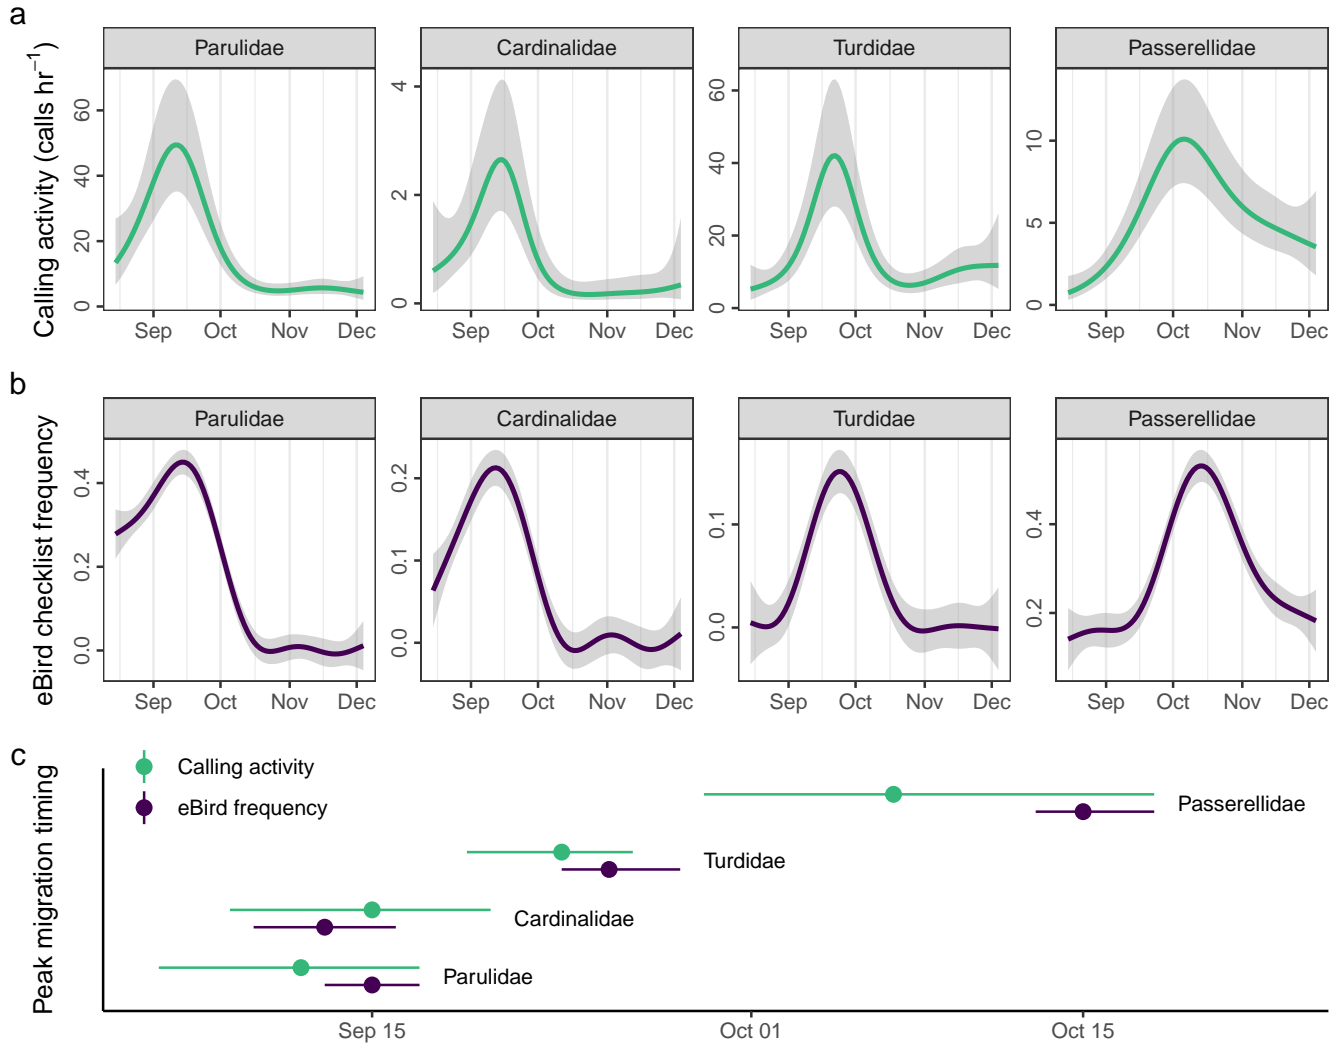 a
Calling activity (calls hr⁻¹)
Parulidae
Cardinalidae
Turdidae
Passerellidae
0 20 40 60
0 2 4
0 20 40 60
0 5 10
Sep Oct Nov Dec
Sep Oct Nov Dec
Sep Oct Nov Dec
Sep Oct Nov Dec
b
eBird checklist frequency
Parulidae
Cardinalidae
Turdidae
Passerellidae
0.0 0.2 0.4
0.0 0.1 0.2
0.0 0.1
0.2 0.4
Sep Oct Nov Dec
Sep Oct Nov Dec
Sep Oct Nov Dec
Sep Oct Nov Dec
c
Peak migration timing
Calling activity
eBird frequency
Passerellidae
Turdidae
Cardinalidae
Parulidae
Sep 15 Oct 01 Oct 15